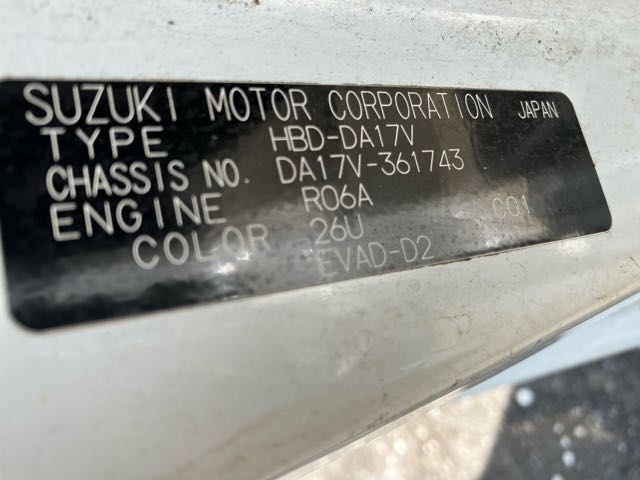 SUZUKI MOTOR CORPORATION JAPAN
TYPE HBD-DA17V
CHASSIS NO. DA17V-361743
ENGINE R06A
COLOR 26U C01
EVAD-D2